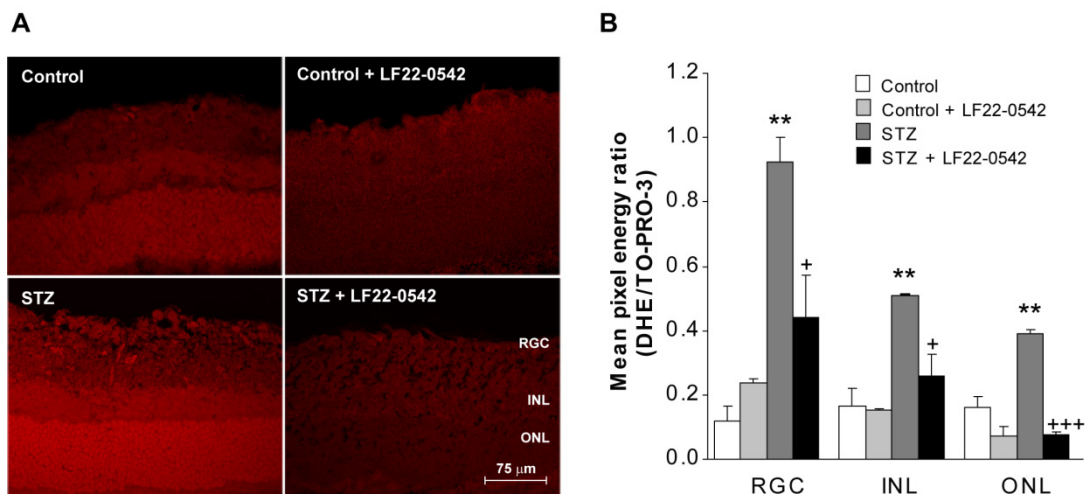 A
Control
Control + LF22-0542
STZ
STZ + LF22-0542
RGC
INL
ONL
75 μm
B
Mean pixel energy ratio
(DHE/TO-PRO-3)
1.2
1.0
0.8
0.6
0.4
0.2
0.0
Control
Control + LF22-0542
STZ
STZ + LF22-0542
**
+
**
+
**
+++
RGC
INL
ONL